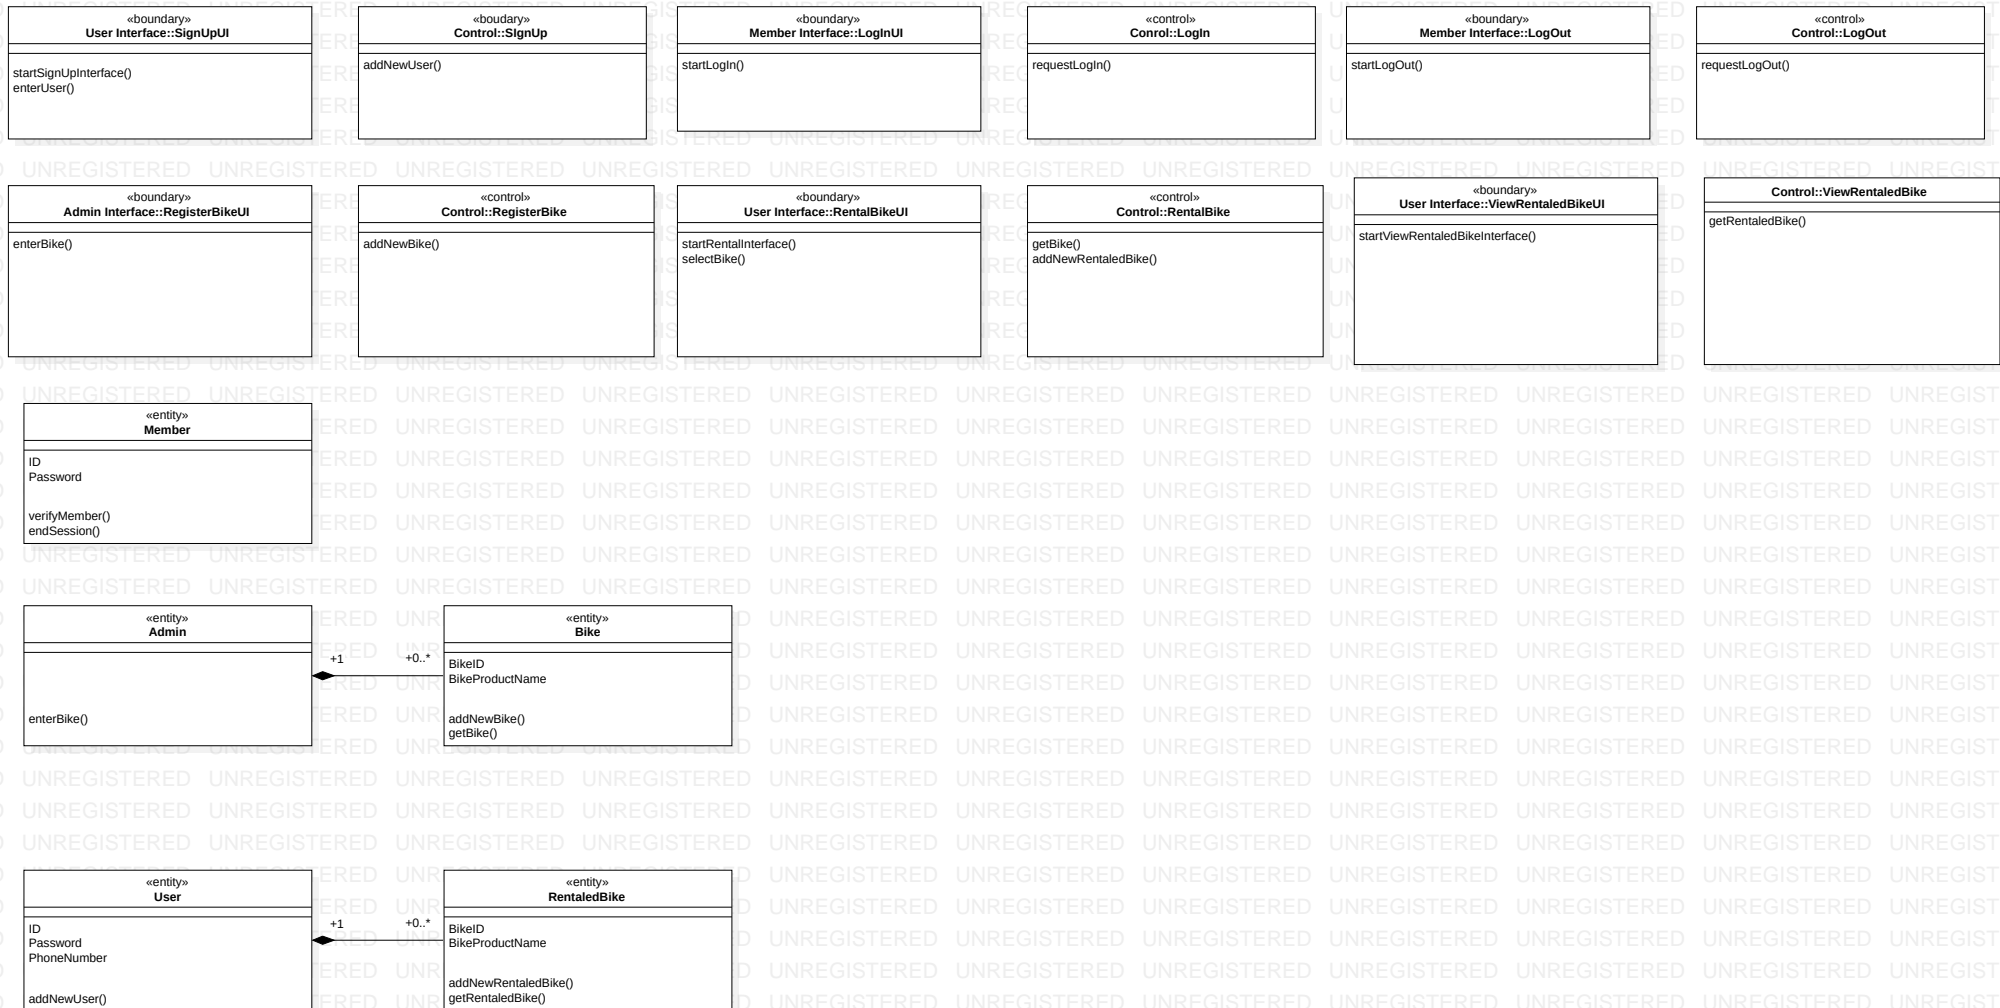 «boundary»
User Interface::SignUpUI
startSignUpInterface()
enterUser()
«boudary»
Control::SIgnUp
addNewUser()
«boundary»
Member Interface::LogInUI
startLogIn()
«control»
Conrol::LogIn
requestLogIn()
«boundary»
Member Interface::LogOut
startLogOut()
«control»
Control::LogOut
requestLogOut()
«boundary»
Admin Interface::RegisterBikeUI
enterBike()
«control»
Control::RegisterBike
addNewBike()
«boundary»
User Interface::RentalBikeUI
startRentalInterface()
selectBike()
«control»
Control::RentalBike
getBike()
addNewRentaledBike()
«boundary»
User Interface::ViewRentaledBikeUI
startViewRentaledBikeInterface()
Control::ViewRentaledBike
getRentaledBike()
«entity»
Member
ID
Password
verifyMember()
endSession()
«entity»
Admin
enterBike()
+1
+0..*
«entity»
Bike
BikeID
BikeProductName
addNewBike()
getBike()
«entity»
User
ID
Password
PhoneNumber
addNewUser()
+1
+0..*
«entity»
RentaledBike
BikeID
BikeProductName
addNewRentaledBike()
getRentaledBike()
UNREGISTERED